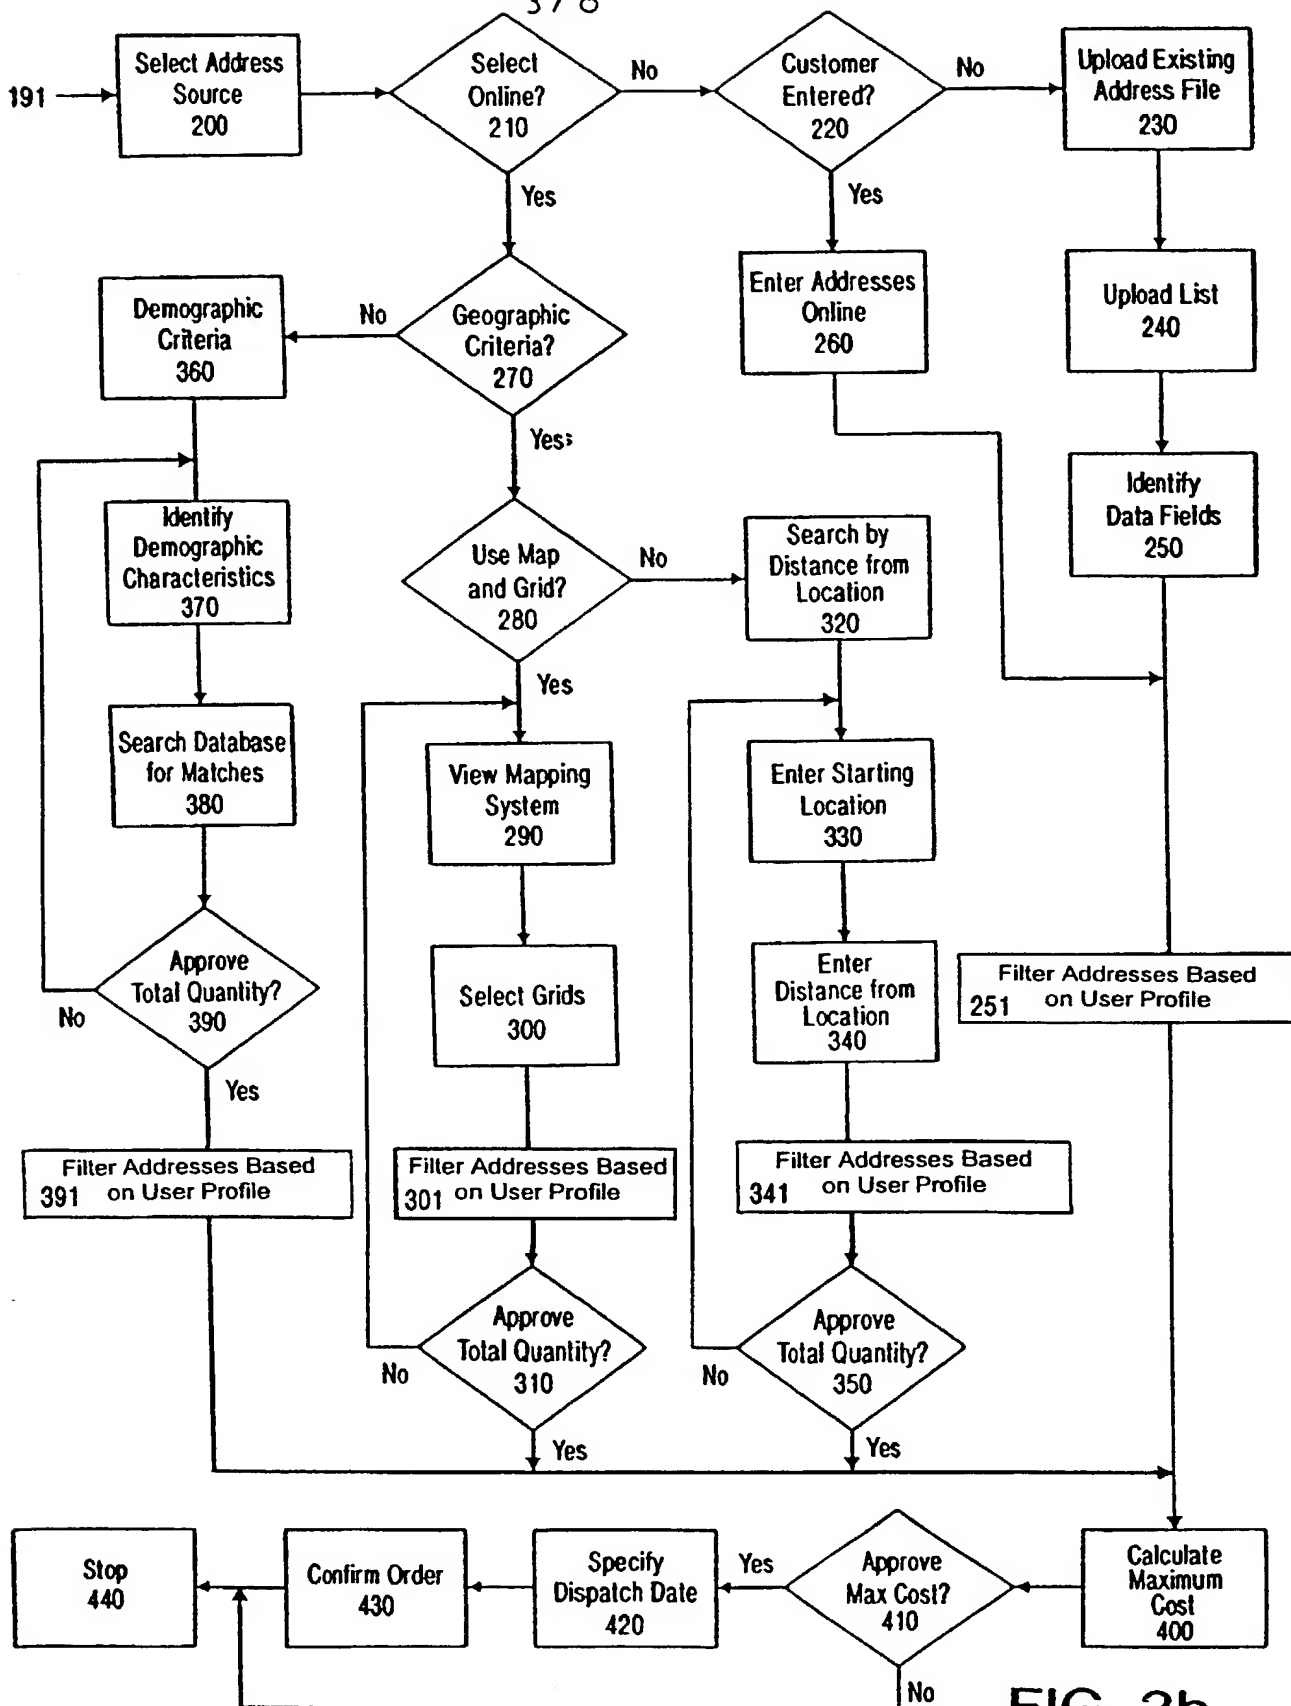 378
Select Address
Source
200
191
Select
Online?
210
No
Customer
Entered?
220
No
Upload Existing
Address File
230
Yes
Yes
Demographic
Criteria
360
No
Geographic
Criteria?
270
Enter Addresses
Online
260
Upload List
240
Yes
Identify
Data Fields
250
Identify
Demographic
Characteristics
370
Use Map
and Grid?
280
No
Search by
Distance from
Location
320
Yes
Search Database
for Matches
380
View Mapping
System
290
Enter Starting
Location
330
Approve
Total Quantity?
390
No
Select Grids
300
Enter
Distance from
Location
340
Filter Addresses Based
251 on User Profile
Yes
Filter Addresses Based
391 on User Profile
Filter Addresses Based
301 on User Profile
Filter Addresses Based
341 on User Profile
Approve
Total Quantity?
310
No
Approve
Total Quantity?
350
No
Yes
Yes
Stop
440
Confirm Order
430
Specify
Dispatch Date
420
Yes
Approve
Max Cost?
410
Calculate
Maximum
Cost
400
No
FIG. 2b